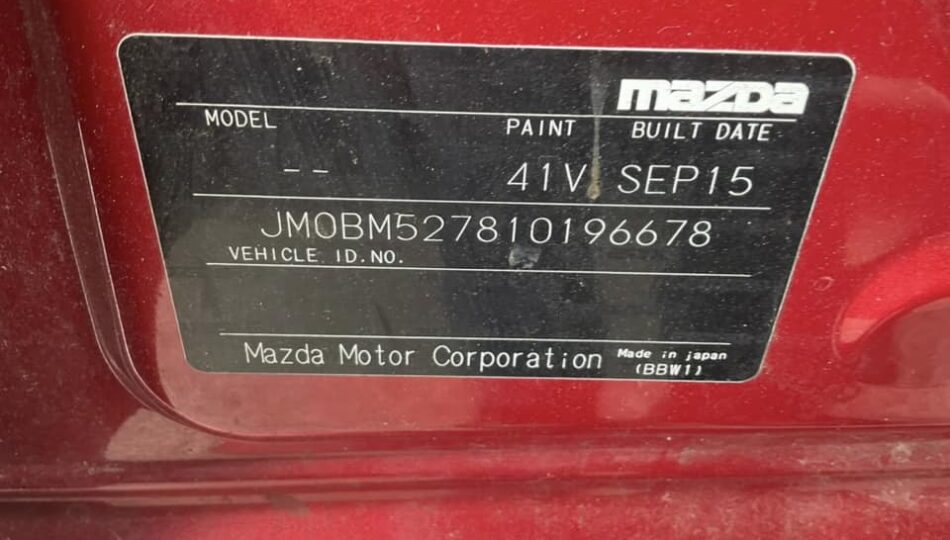 mazda
MODEL PAINT BUILT DATE
-- 41V SEP15
JM0BM527810196678
VEHICLE ID.NO.
Mazda Motor Corporation Made in japan
(BBW1)